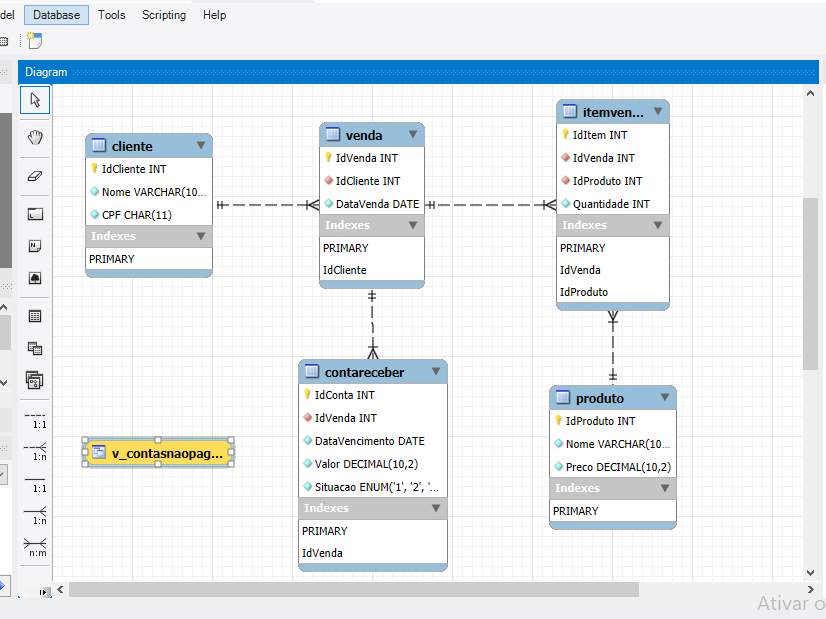 del Database Tools Scripting Help
Diagram
cliente
IdCliente INT
Nome VARCHAR(10...
CPF CHAR(11)
Indexes
PRIMARY
venda
IdVenda INT
IdCliente INT
DataVenda DATE
Indexes
PRIMARY
IdCliente
itemven...
IdItem INT
IdVenda INT
IdProduto INT
Quantidade INT
Indexes
PRIMARY
IdVenda
IdProduto
contareceber
IdConta INT
IdVenda INT
DataVencimento DATE
Valor DECIMAL(10,2)
Situacao ENUM('1', '2', '...
Indexes
PRIMARY
IdVenda
produto
IdProduto INT
Nome VARCHAR(10...
Preco DECIMAL(10,2)
Indexes
PRIMARY
v_contasnaopag...
1:1
1:n
1:1
1:n
n:m
Ativar o